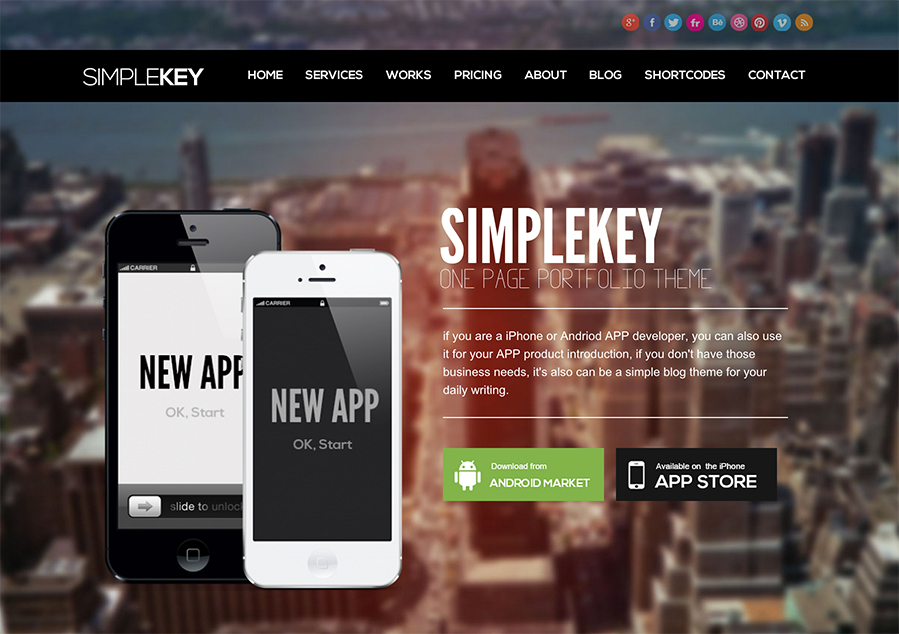 SIMPLEKEY
HOME SERVICES WORKS PRICING ABOUT BLOG SHORTCODES CONTACT
SIMPLEKEY
ONE PAGE PORTFOLIO THEME
if you are a iPhone or Andriod APP developer, you can also use
it for your APP product introduction, if you don't have those
business needs, it's also can be a simple blog theme for your
daily writing.
Download from
ANDROID MARKET
Available on the iPhone
APP STORE
CARRIER
NEW APP
OK, Start
slide to unlock
CARRIER
NEW APP
OK, Start